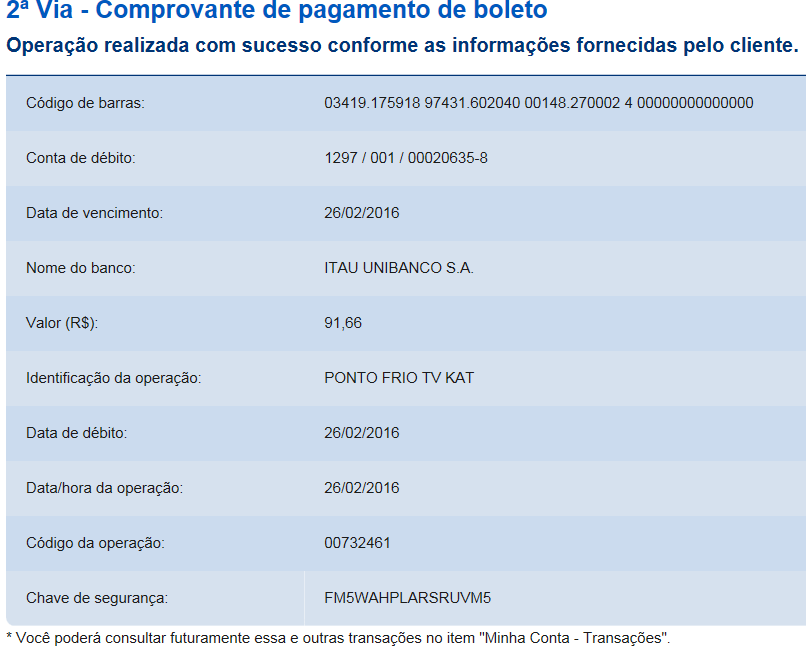 2ª Via - Comprovante de pagamento de boleto
Operação realizada com sucesso conforme as informações fornecidas pelo cliente.
Código de barras: 03419.175918 97431.602040 00148.270002 4 00000000000000
Conta de débito: 1297 / 001 / 00020635-8
Data de vencimento: 26/02/2016
Nome do banco: ITAU UNIBANCO S.A.
Valor (R$): 91,66
Identificação da operação: PONTO FRIO TV KAT
Data de débito: 26/02/2016
Data/hora da operação: 26/02/2016
Código da operação: 00732461
Chave de segurança: FM5WAHPLARSRUVM5
* Você poderá consultar futuramente essa e outras transações no item "Minha Conta - Transações".